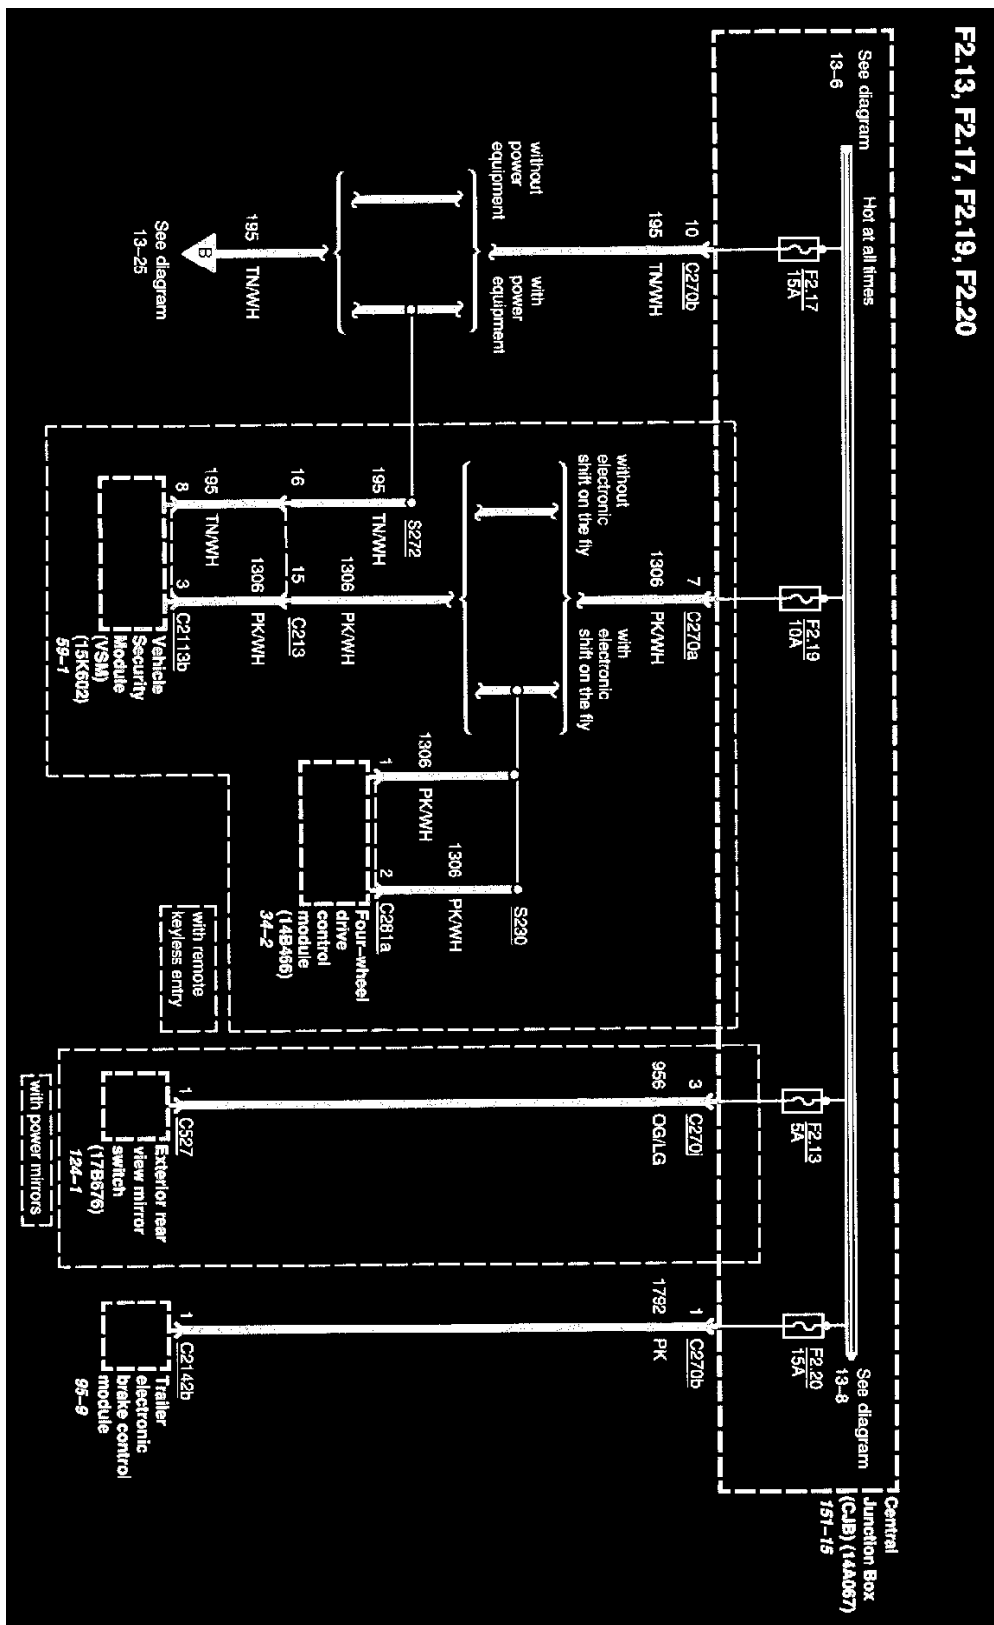 F2.13, F2.17, F2.19, F2.20
See diagram
13–6
Hot at all times
See diagram
13–8
Central
Junction Box
(CJB) (14A067)
151–15
F2.17
15A
F2.19
10A
F2.13
5A
F2.20
15A
10
C270b
195
TN/WH
7
C270a
1306
PK/WH
3
C270j
956
OG/LG
1
C270b
1792
PK
without
power
equipment
with
power
equipment
without
electronic
shift on the fly
with
electronic
shift on the fly
195
TN/WH
B
See diagram
13–25
S272
195
TN/WH
1306
PK/WH
16
15
C213
195
TN/WH
1306
PK/WH
8
3
C2113b
Vehicle
Security
Module
(VSM)
(15K602)
59–1
S230
1306
PK/WH
1306
PK/WH
1
2
C281a
Four–wheel
drive
control
module
(14B466)
34–2
with remote
keyless entry
1
C527
Exterior rear
view mirror
switch
(17B676)
124–1
with power mirrors
1
C2142b
Trailer
electronic
brake control
module
95–9